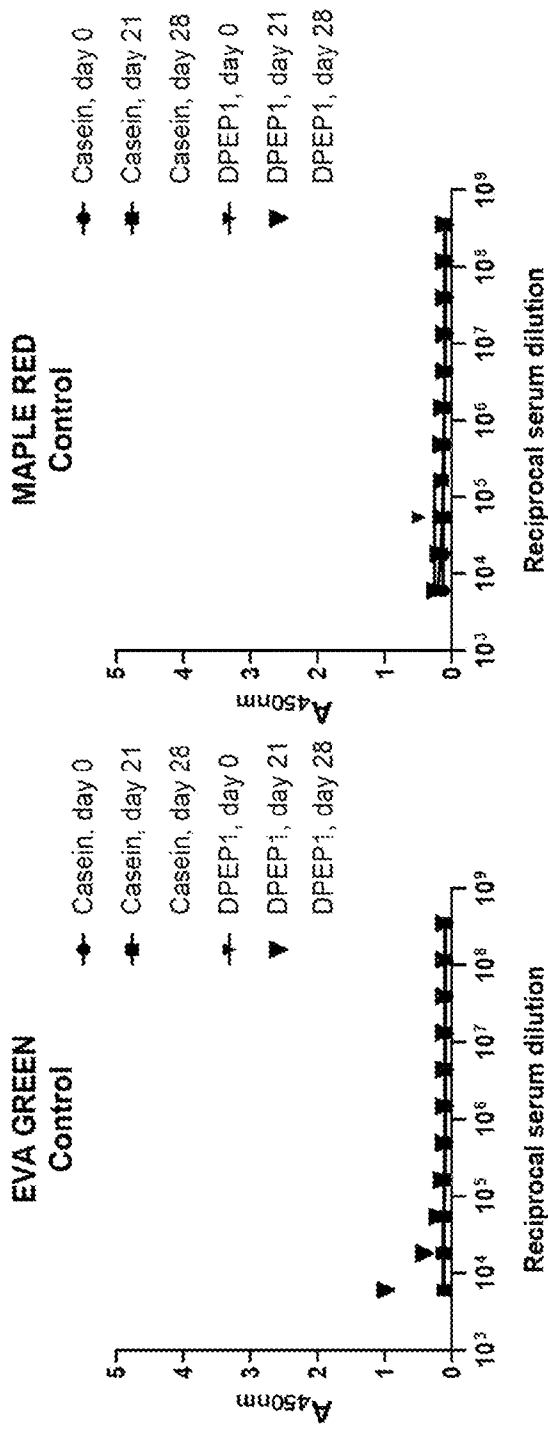 EVA GREEN
Control
A450nm
5
4
3
2
1
0
10³
10⁴
10⁵
10⁶
10⁷
10⁸
10⁹
Reciprocal serum dilution
Casein, day 0
Casein, day 21
Casein, day 28
DPEP1, day 0
DPEP1, day 21
DPEP1, day 28
MAPLE RED
Control
A450nm
5
4
3
2
1
0
10³
10⁴
10⁵
10⁶
10⁷
10⁸
10⁹
Reciprocal serum dilution
Casein, day 0
Casein, day 21
Casein, day 28
DPEP1, day 0
DPEP1, day 21
DPEP1, day 28